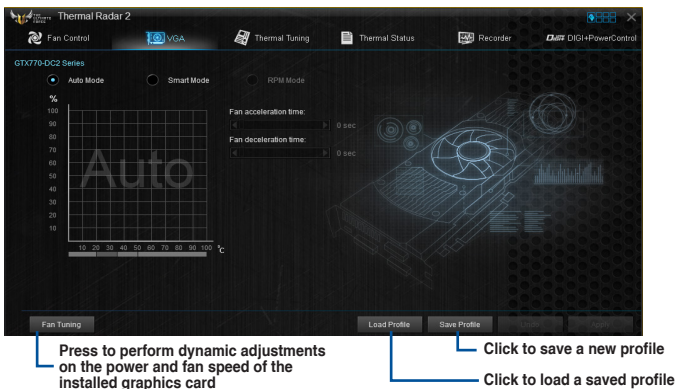 THE ULTIMATE FORCE
Thermal Radar 2
Fan Control
VGA
Thermal Tuning
Thermal Status
Recorder
DIGI+PowerControl
GTX770-DC2 Series
Auto Mode
Smart Mode
RPM Mode
%
100
90
80
70
60
50
40
30
20
10
Auto
10 20 30 40 50 60 70 80 90 100 °C
Fan acceleration time:
0 sec
Fan deceleration time:
0 sec
Fan Tuning
Load Profile
Save Profile
Undo
Apply
Press to perform dynamic adjustments
on the power and fan speed of the
installed graphics card
Click to save a new profile
Click to load a saved profile